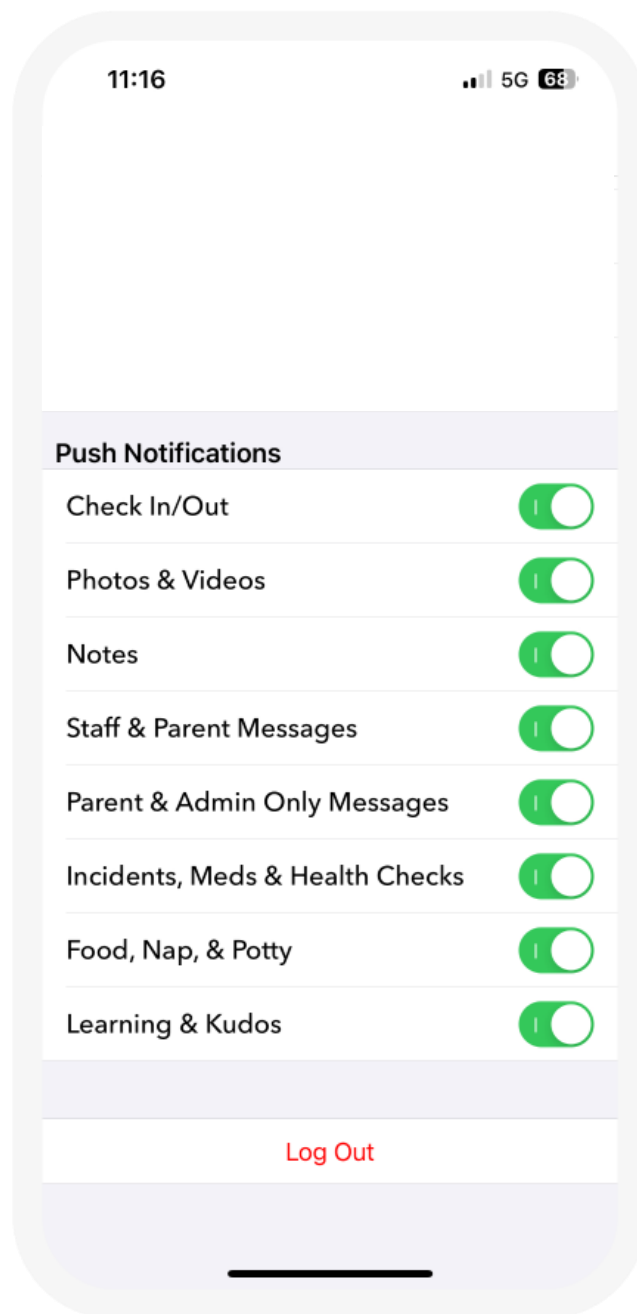 11:16 5G 68
Push Notifications
Check In/Out
Photos & Videos
Notes
Staff & Parent Messages
Parent & Admin Only Messages
Incidents, Meds & Health Checks
Food, Nap, & Potty
Learning & Kudos
Log Out